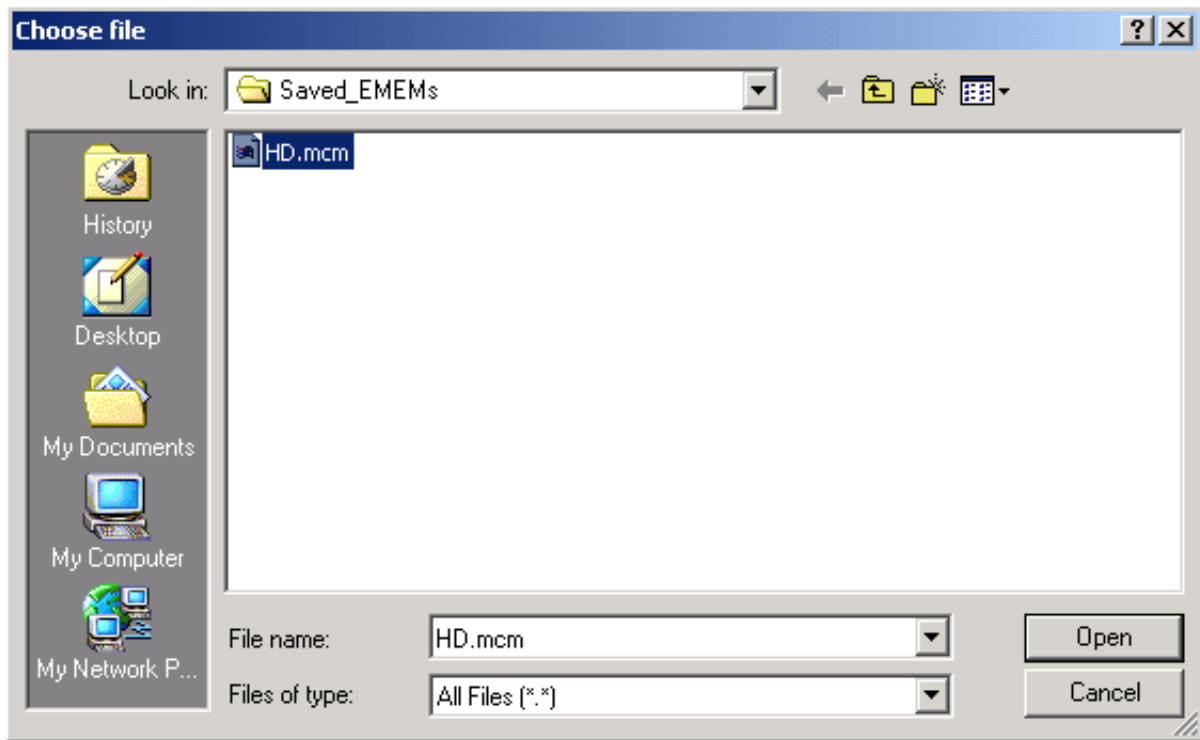 Choose file
Look in: Saved_EMEMs
HD.mcm
History
Desktop
My Documents
My Computer
My Network P...
File name: HD.mcm Open
Files of type: All Files (*.*) Cancel